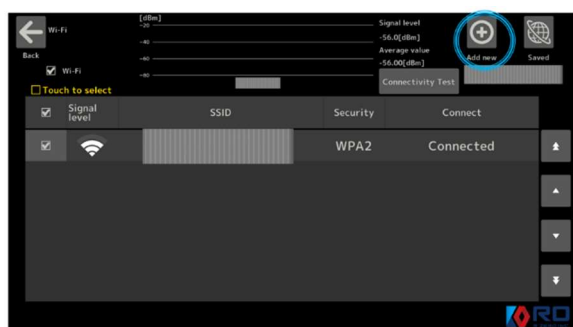 [dBm]
Wi-Fi
-20
Signal level
-40
-56.0[dBm]
Average value
Back
-60
-56.00[dBm]
Add new
Saved
Wi-Fi
-80
Connectivity Test
Touch to select
Signal level
SSID
Security
Connect
WPA2
Connected
RO